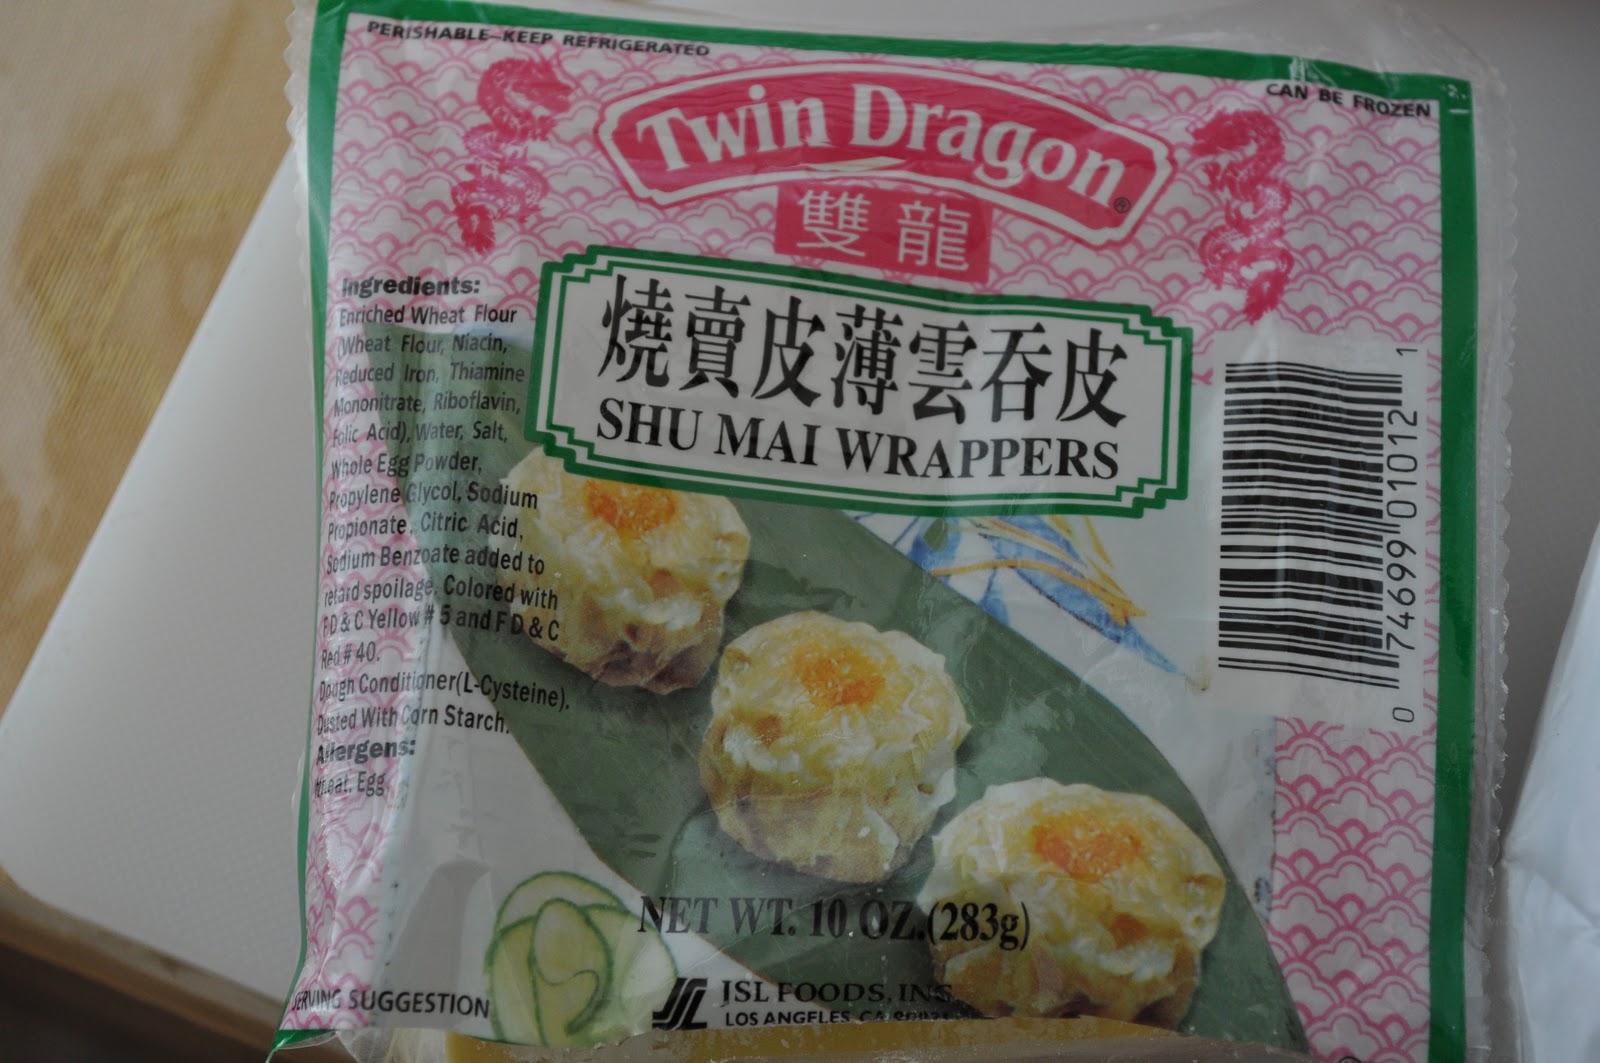 PERISHABLE-KEEP REFRIGERATED
CAN BE FROZEN
Twin Dragon®
雙龍
燒賣皮薄雲吞皮
SHU MAI WRAPPERS
Ingredients:
Enriched Wheat Flour
(Wheat Flour, Niacin,
Reduced Iron, Thiamine
Mononitrate, Riboflavin,
Folic Acid), Water, Salt,
Whole Egg Powder,
Propylene Glycol, Sodium
Propionate, Citric Acid,
Sodium Benzoate added to
retard spoilage. Colored with
FD & C Yellow # 5 and FD & C
Red # 40.
Dough Conditioner(L-Cysteine).
Dusted With Corn Starch.
Allergens:
Wheat, Egg
0 74699 01012 1
NET WT. 10 OZ.(283g)
SERVING SUGGESTION
JSL FOODS, INC.
LOS ANGELES, CA